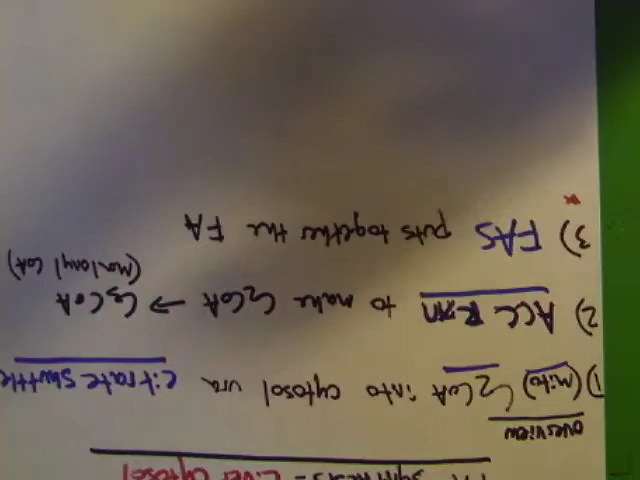 FA Synthesis - Liver Cytosol
overview
1) (mito) C2CoA into cytosol via citrate shuttle
2) ACC Rxn to make C2CoA → C3CoA
(Malonyl CoA)
3) FAS puts together the FA
*